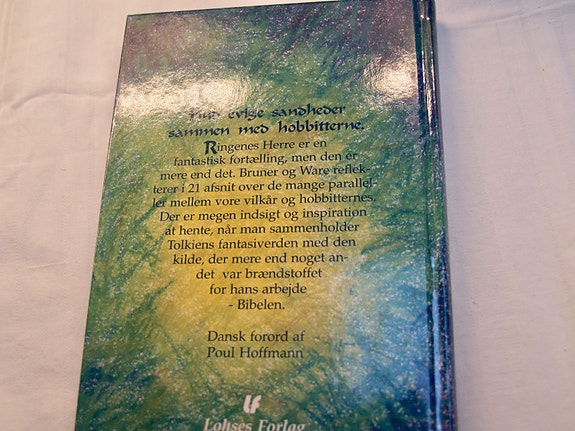 evige sandheder
sammen med hobbitterne.
Ringenes Herre er en
fantastisk fortælling, men den er
mere end det. Bruner og Ware reflek-
terer i 21 afsnit over de mange parallel-
ler mellem vore vilkår og hobbitternes.
Der er megen indsigt og inspiration
at hente, når man sammenholder
Tolkiens fantasiverden med den
kilde, der mere end noget an-
det var brændstoffet
for hans arbejde
- Bibelen.
Dansk forord af
Poul Hoffmann
Lohses Forlag